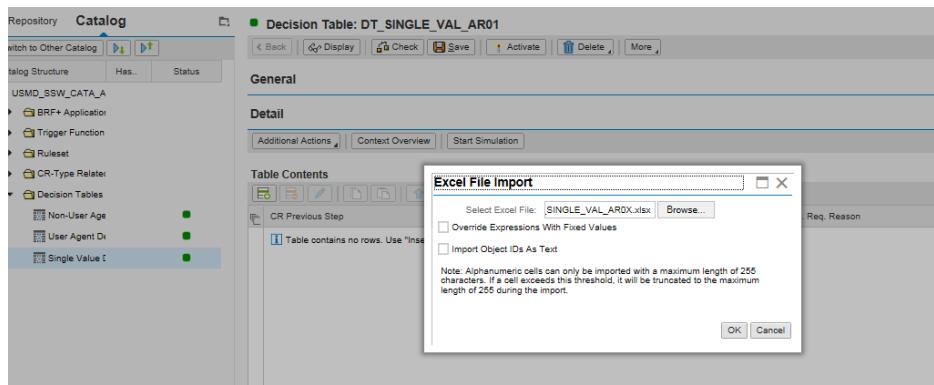 Repository Catalog
witch to Other Catalog
talog Structure Has.. Status
USMD_SSW_CATA_A
BRF+ Application
Trigger Function
Ruleset
CR-Type Relate
Decision Tables
Non-User Age
User Agent D
Single Value D
Decision Table: DT_SINGLE_VAL_AR01
< Back Display Check Save Activate Delete More
General
Detail
Additional Actions Context Overview Start Simulation
Table Contents
CR Previous Step Req. Reason
Table contains no rows. Use "Inse
Excel File Import
Select Excel File: _SINGLE_VAL_AR0X.xlsx Browse...
Override Expressions With Fixed Values
Import Object IDs As Text
Note: Alphanumeric cells can only be imported with a maximum length of 255
characters. If a cell exceeds this threshold, it will be truncated to the maximum
length of 255 during the import.
OK Cancel